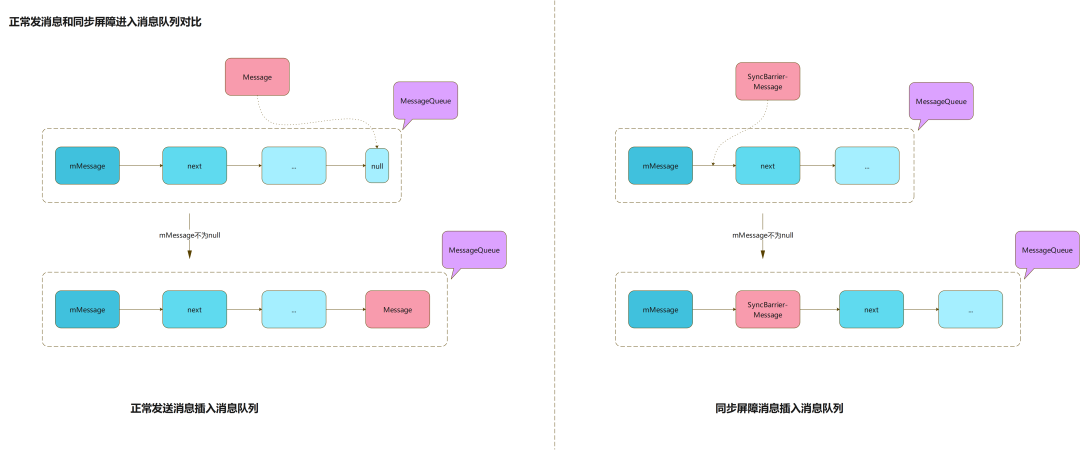 正常发消息和同步屏障进入消息队列对比
Message
MessageQueue
mMessage
next
...
null
mMessage不为null
MessageQueue
mMessage
next
...
Message
正常发送消息插入消息队列
SyncBarrier-
Message
MessageQueue
mMessage
next
...
mMessage不为null
MessageQueue
mMessage
SyncBarrier-
Message
next
...
同步屏障消息插入消息队列